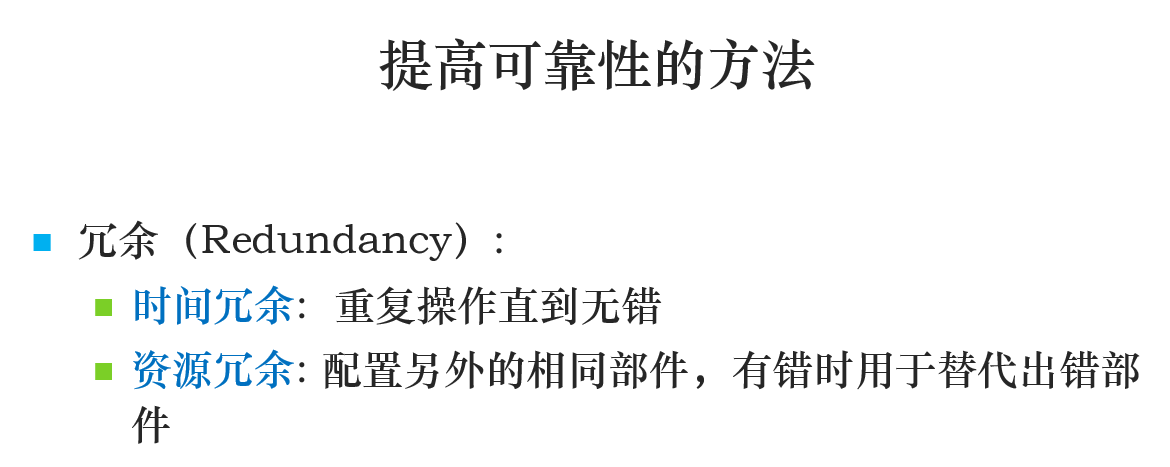 提高可靠性的方法
冗余（Redundancy）:
时间冗余: 重复操作直到无错
资源冗余: 配置另外的相同部件，有错时用于替代出错部
件